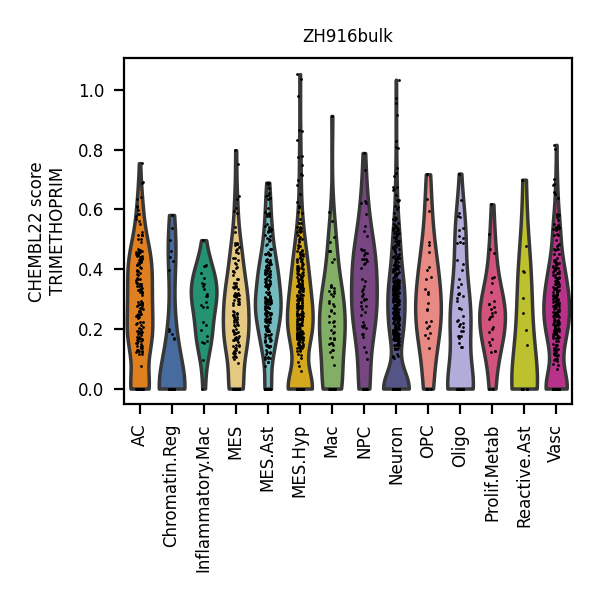 ZH916bulk
CHEMBL22 score
TRIMETHOPRIM
1.0
0.8
0.6
0.4
0.2
0.0
AC
Chromatin.Reg
Inflammatory.Mac
MES
MES.Ast
MES.Hyp
Mac
NPC
Neuron
OPC
Oligo
Prolif.Metab
Reactive.Ast
Vasc